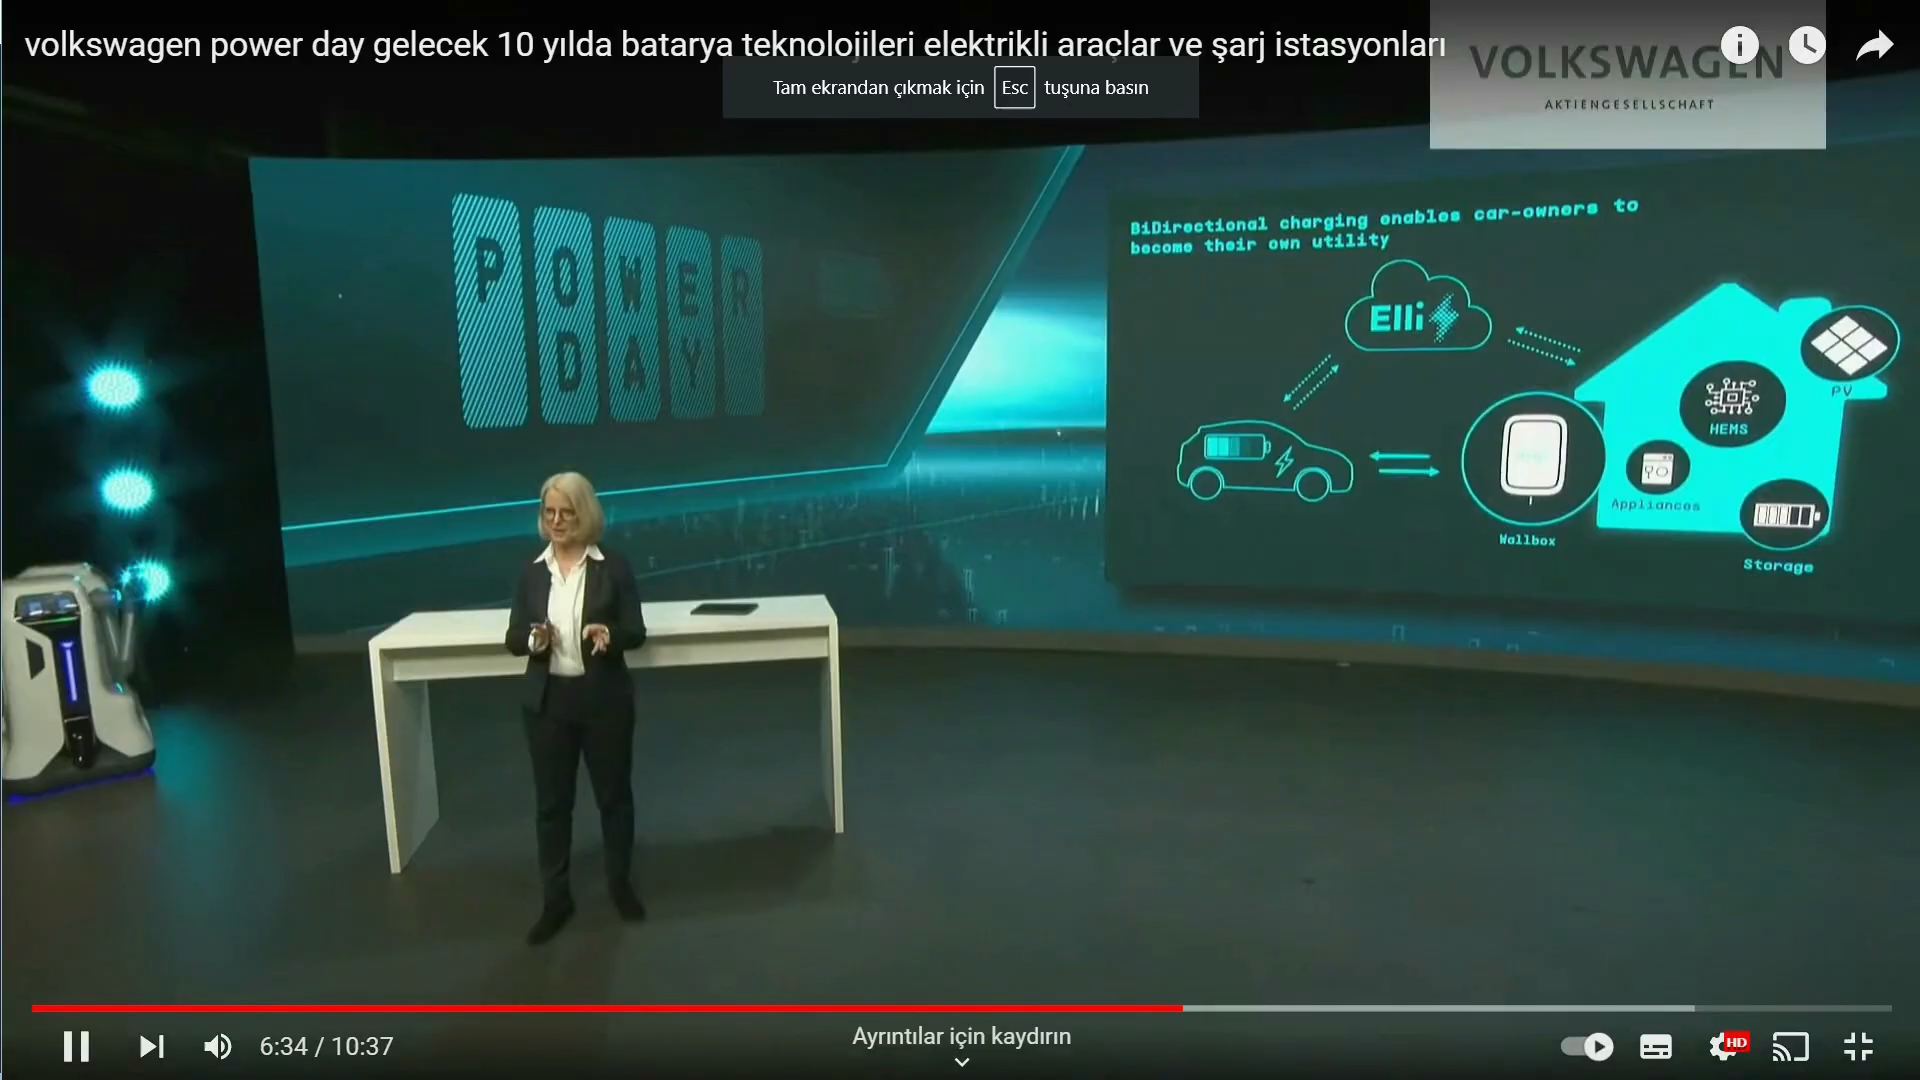 volkswagen power day gelecek 10 yılda batarya teknolojileri elektrikli araçlar ve şarj istasyonları
VOLKSWAGEN
AKTIENGESELLSCHAFT
Tam ekrandan çıkmak için Esc tuşuna basın
POWER
DAY
BiDirectional charging enables car-owners to
become their own utility
Elli
PV
HEMS
Appliances
Wallbox
Storage
6:34 / 10:37
Ayrıntılar için kaydırın
HD